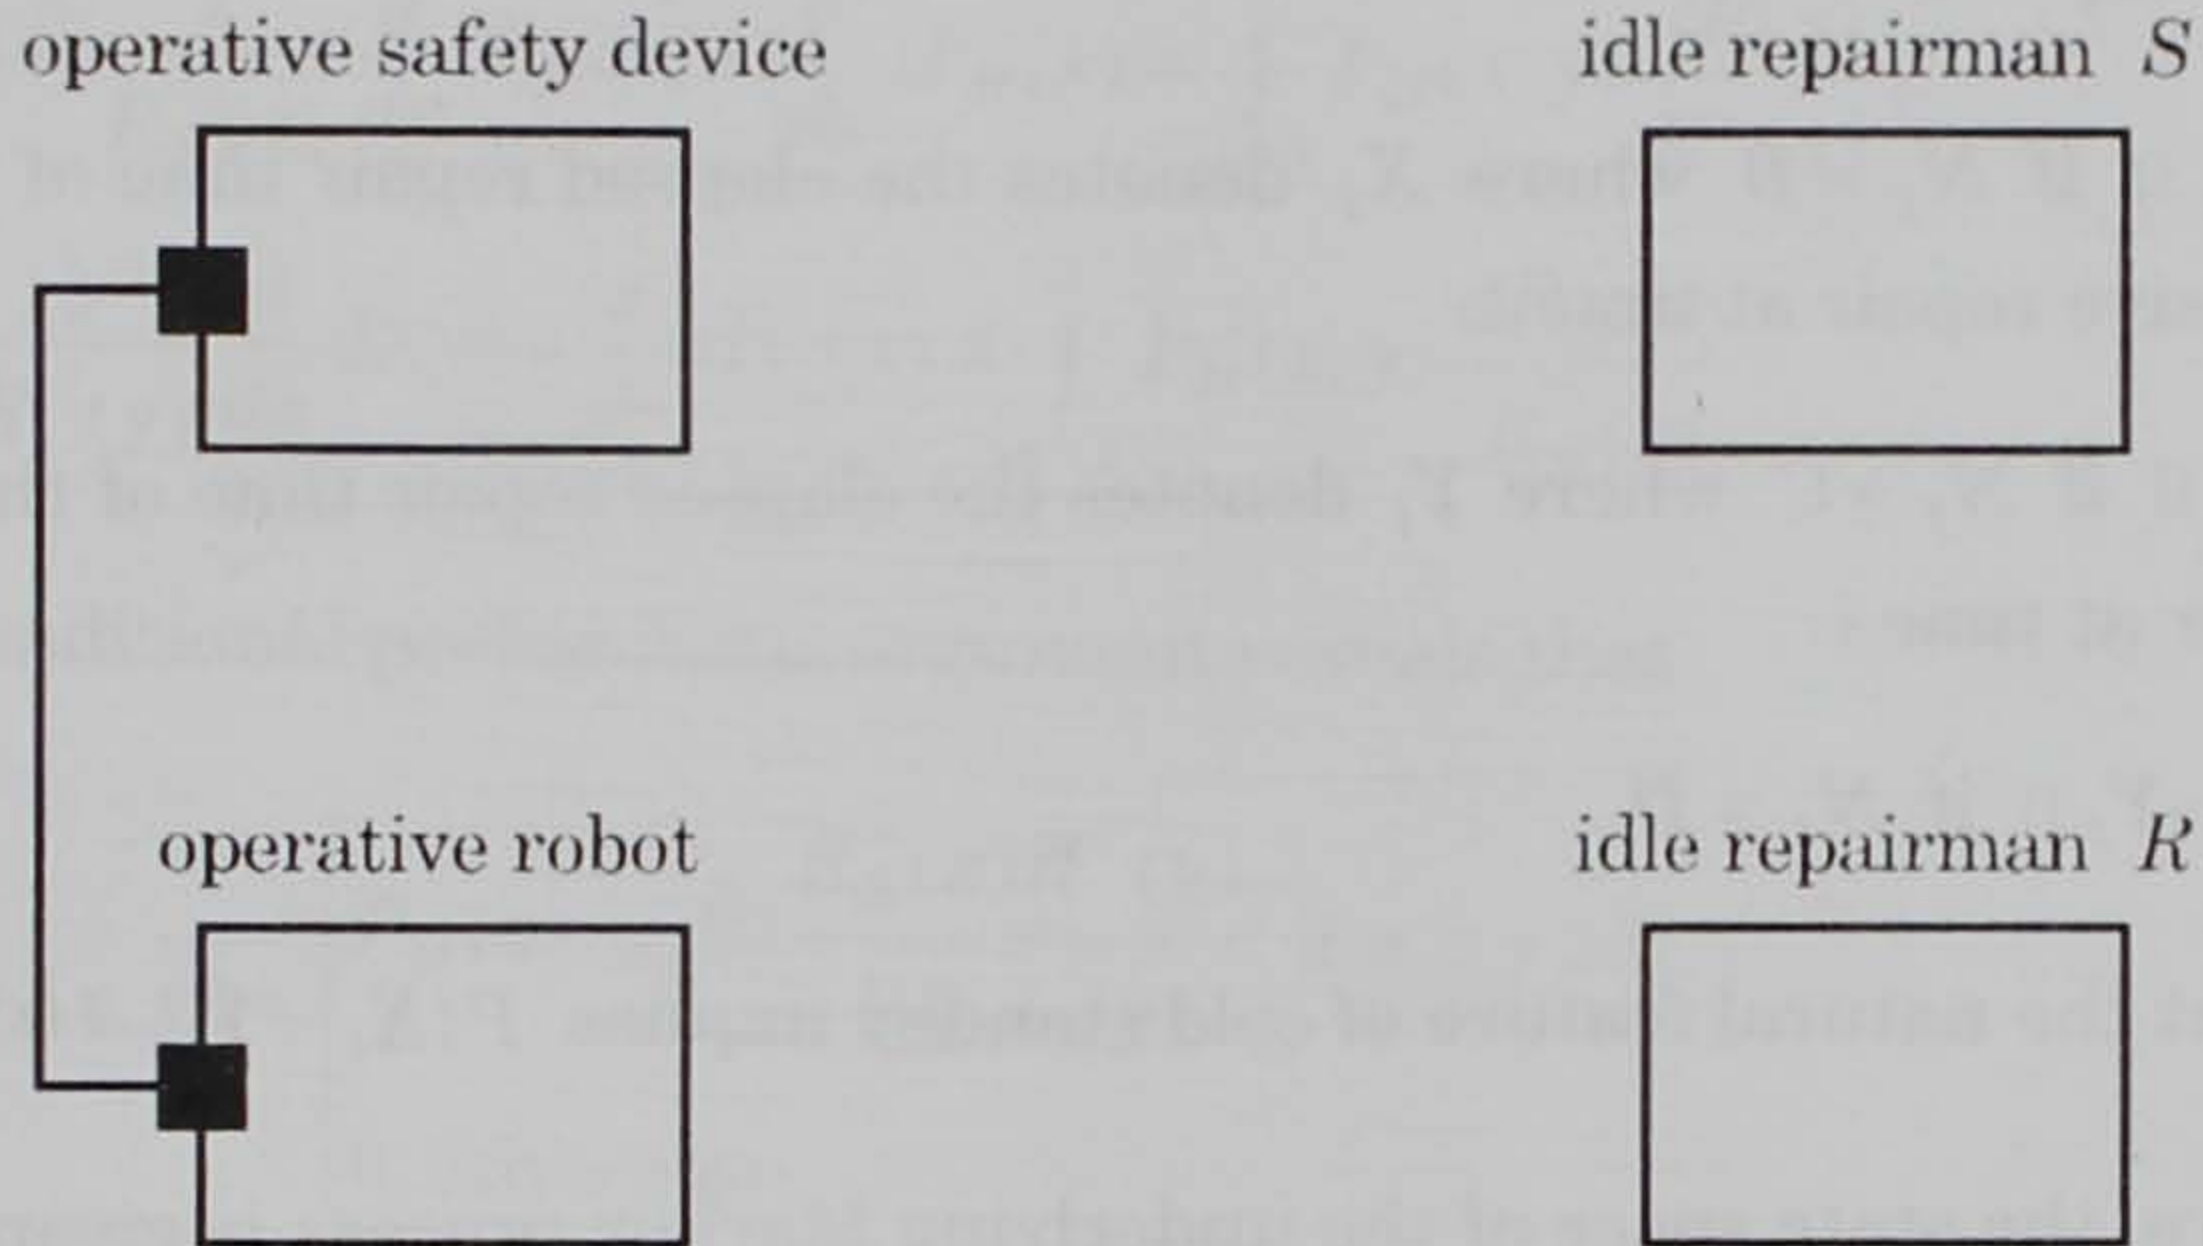 operative safety device idle repairman S
operative robot idle repairman R